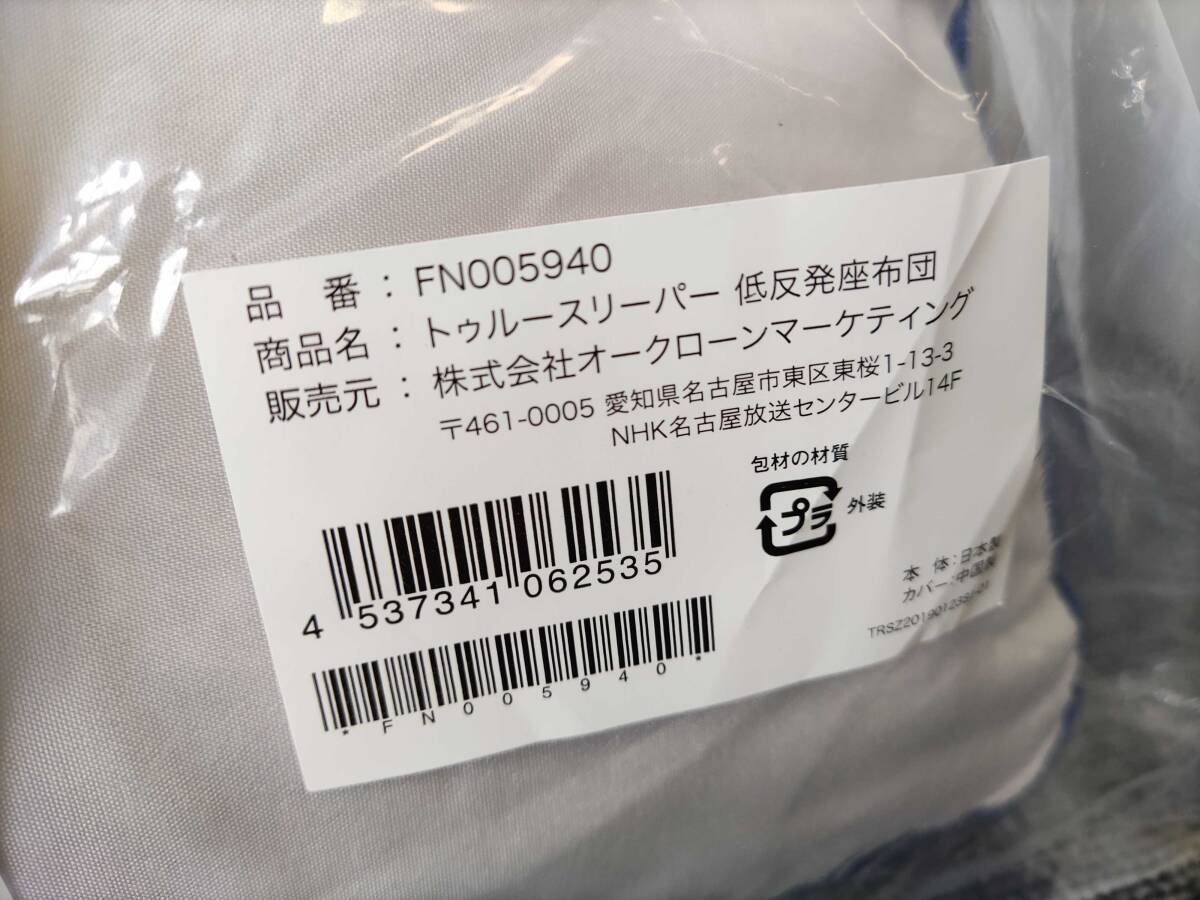 品　番 : FN005940
商品名 : トゥルースリーパー 低反発座布団
販売元 : 株式会社オークローンマーケティング
〒461-0005 愛知県名古屋市東区東桜1-13-3
NHK名古屋放送センタービル14F
包材の材質
プラ 外装
4 537341 062535
本　体：日本製
カバー：中国製
*FN005940*